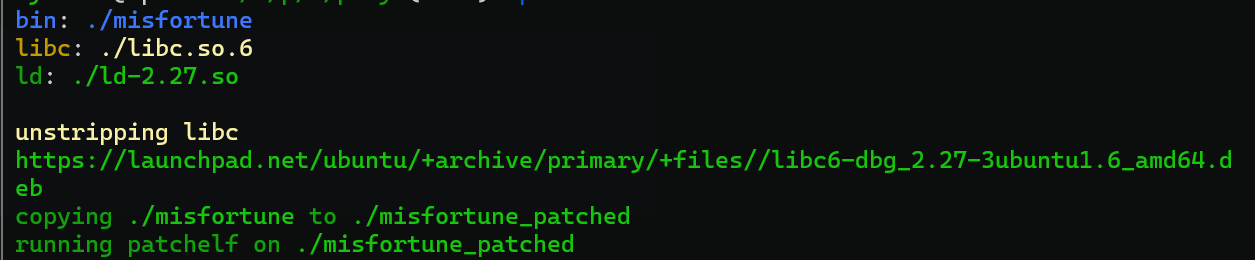 bin: ./misfortune
libc: ./libc.so.6
ld: ./ld-2.27.so
unstripping libc
https://launchpad.net/ubuntu/+archive/primary/+files//libc6-dbg_2.27-3ubuntu1.6_amd64.d
eb
copying ./misfortune to ./misfortune_patched
running patchelf on ./misfortune_patched